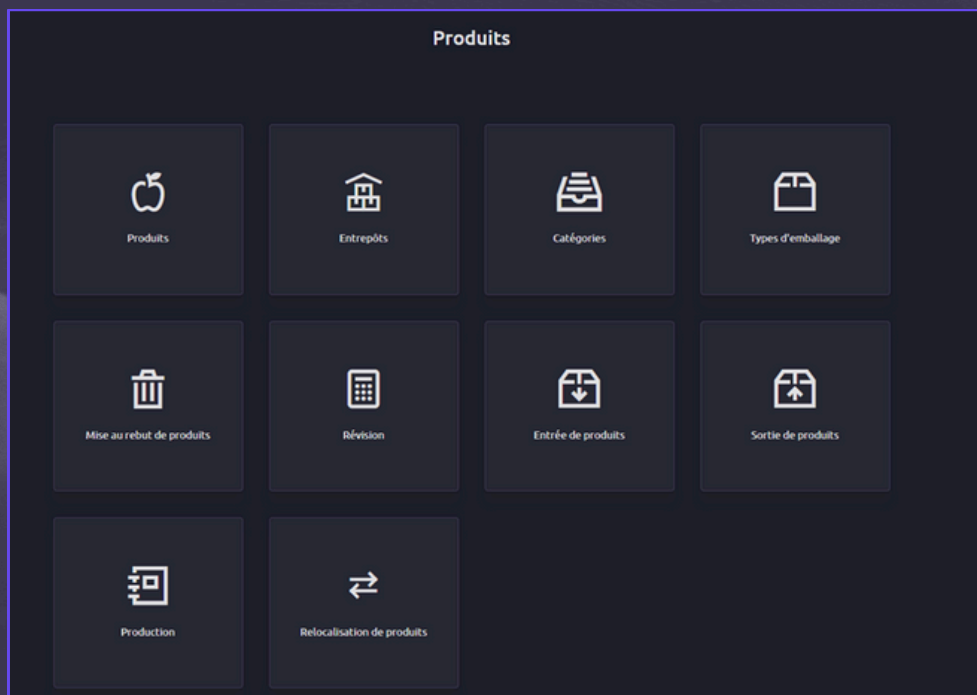 Produits
Produits
Entrepôts
Catégories
Types d'emballage
Mise au rebut de produits
Révision
Entrée de produits
Sortie de produits
Production
Relocalisation de produits